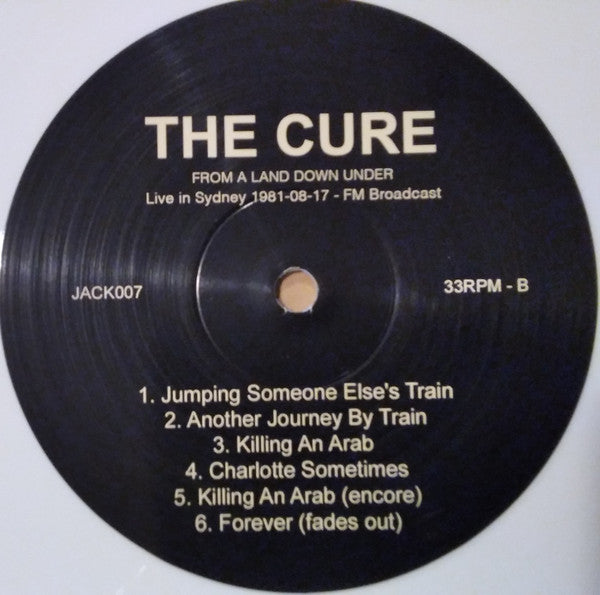 THE CURE
FROM A LAND DOWN UNDER
Live in Sydney 1981-08-17 - FM Broadcast
JACK007
33RPM - B
1. Jumping Someone Else's Train
2. Another Journey By Train
3. Killing An Arab
4. Charlotte Sometimes
5. Killing An Arab (encore)
6. Forever (fades out)